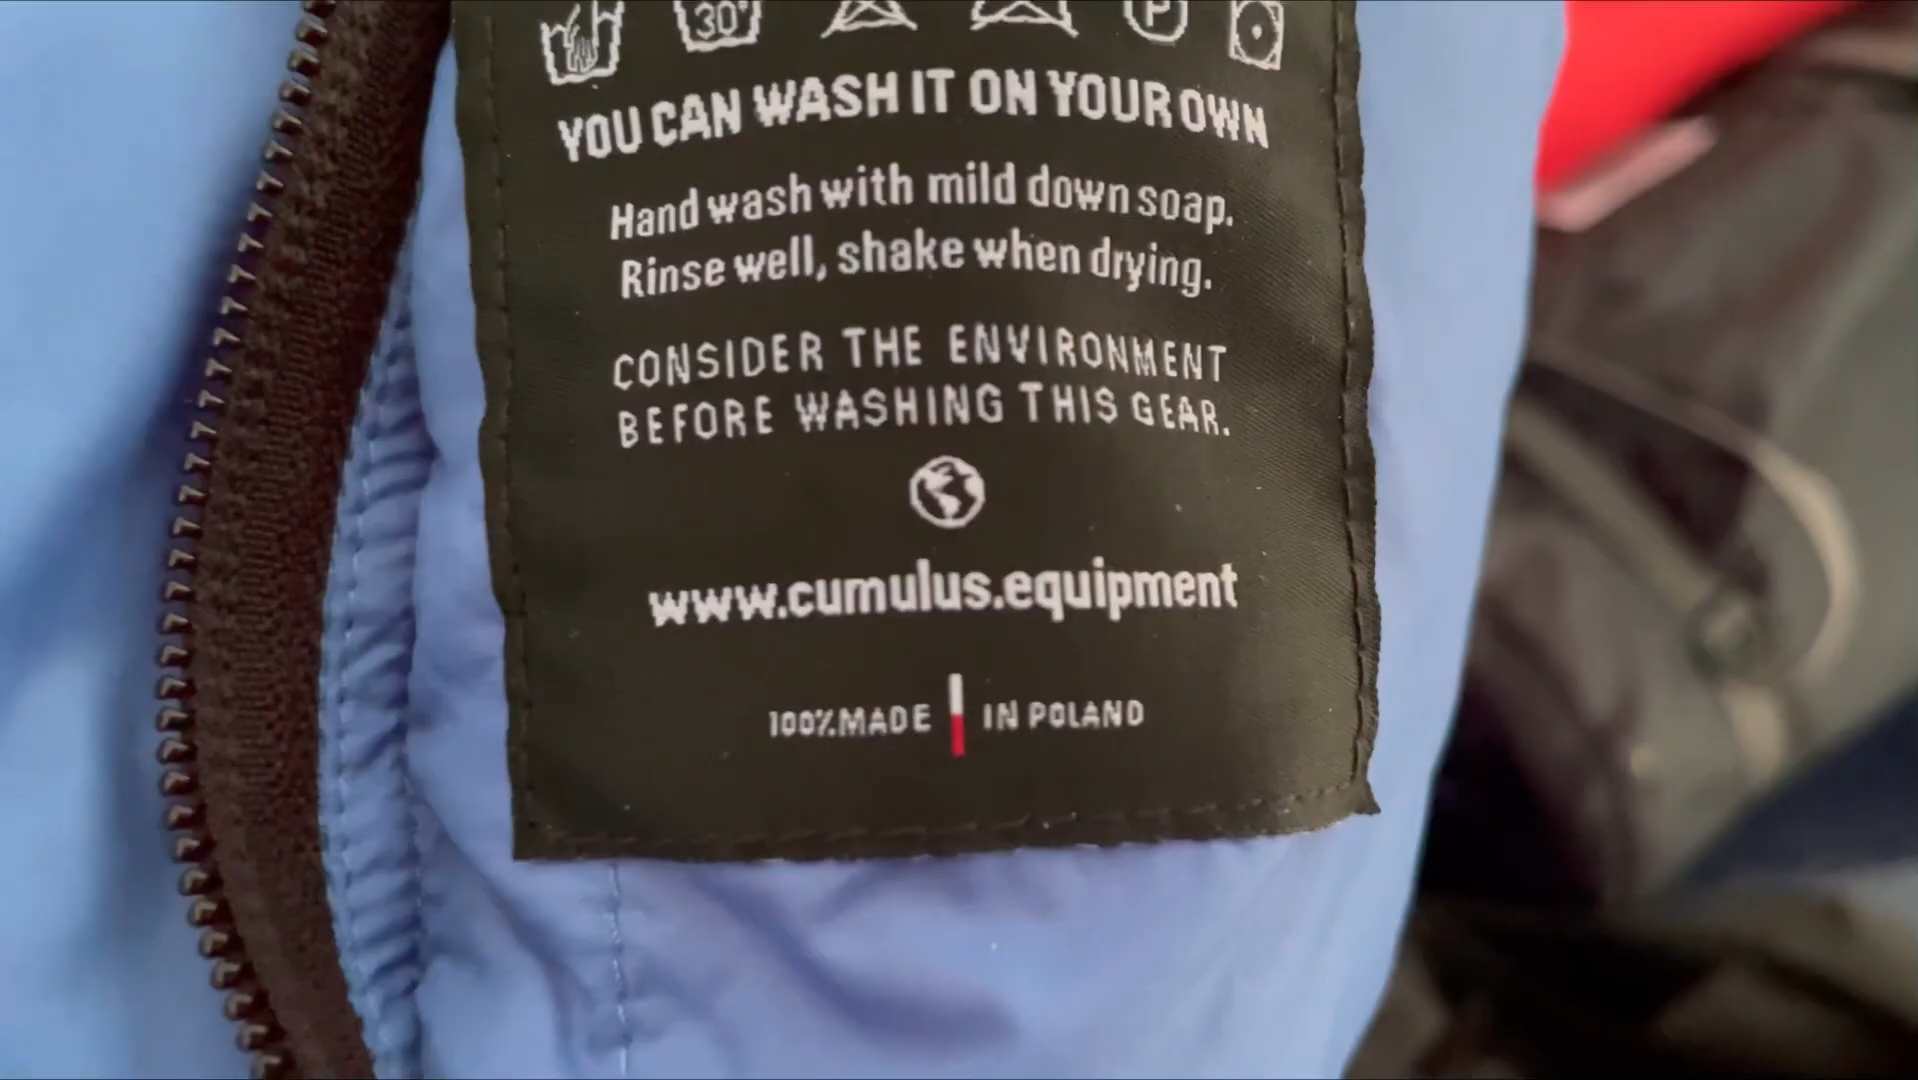 30°
P
YOU CAN WASH IT ON YOUR OWN
Hand wash with mild down soap.
Rinse well, shake when drying.
CONSIDER THE ENVIRONMENT
BEFORE WASHING THIS GEAR.
www.cumulus.equipment
100% MADE IN POLAND